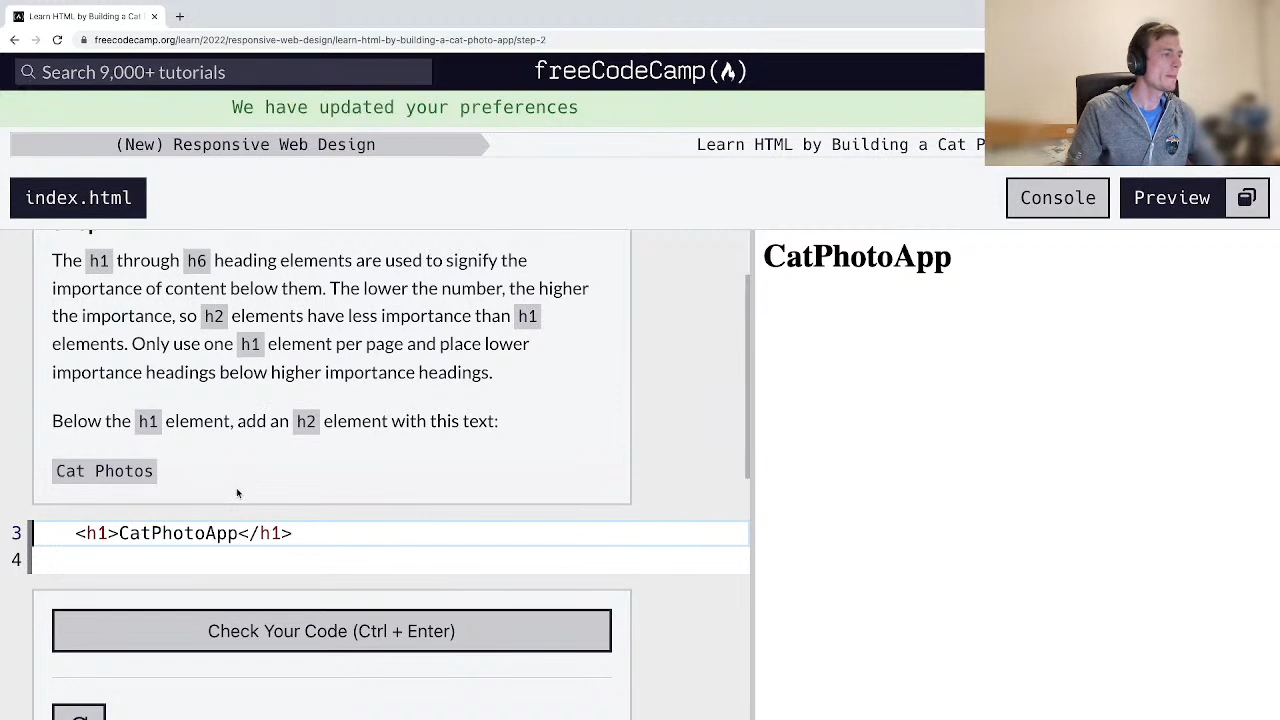 Learn HTML by Building a Cat
freecodecamp.org/learn/2022/responsive-web-design/learn-html-by-building-a-cat-photo-app/step-2
Search 9,000+ tutorials
freeCodeCamp
We have updated your preferences
(New) Responsive Web Design
Learn HTML by Building a Cat P
index.html
Console
Preview
The h1 through h6 heading elements are used to signify the
importance of content below them. The lower the number, the higher
the importance, so h2 elements have less importance than h1
elements. Only use one h1 element per page and place lower
importance headings below higher importance headings.
Below the h1 element, add an h2 element with this text:
Cat Photos
3 <h1>CatPhotoApp</h1>
4
Check Your Code (Ctrl + Enter)
CatPhotoApp